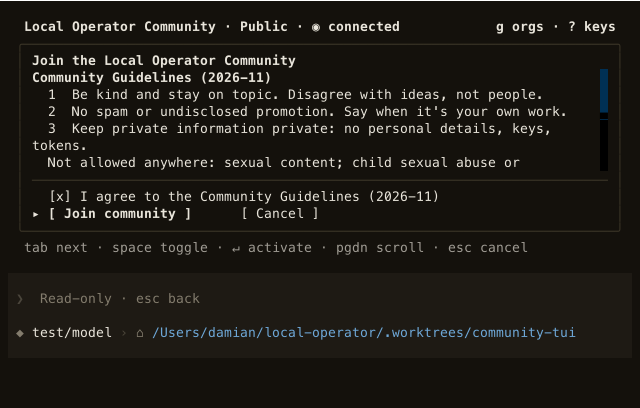 Local Operator Community · Public · ◉ connected g orgs · ? keys
Join the Local Operator Community
Community Guidelines (2026-11)
1 Be kind and stay on topic. Disagree with ideas, not people.
2 No spam or undisclosed promotion. Say when it's your own work.
3 Keep private information private: no personal details, keys,
tokens.
Not allowed anywhere: sexual content; child sexual abuse or
[x] I agree to the Community Guidelines (2026-11)
▸ [ Join community ] [ Cancel ]
tab next · space toggle · ↵ activate · pgdn scroll · esc cancel
❯ Read-only · esc back
◆ test/model › ⌂ /Users/damian/local-operator/.worktrees/community-tui